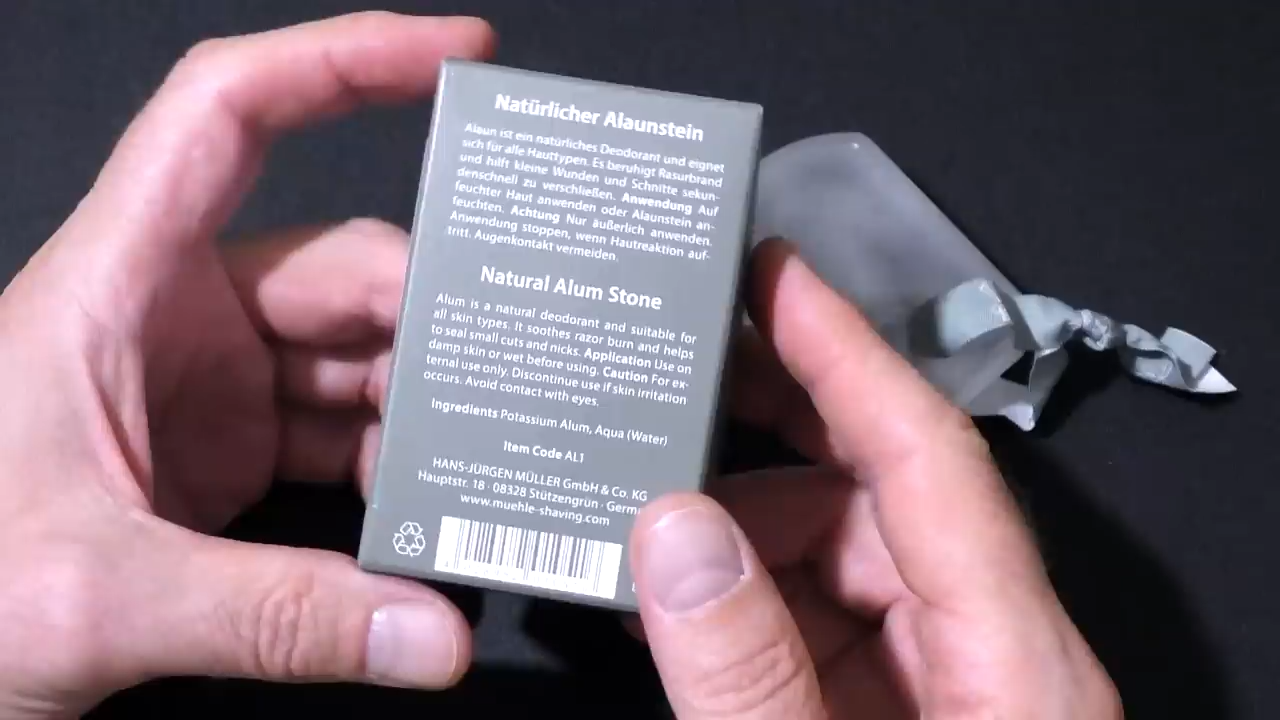 Natürlicher Alaunstein
Alaun ist ein natürliches Deodorant und eignet
sich für alle Hauttypen. Es beruhigt Rasurbrand
und hilft kleine Wunden und Schnitte sekun-
denschnell zu verschließen. Anwendung Auf
feuchter Haut anwenden oder Alaunstein an-
feuchten. Achtung Nur äußerlich anwenden.
Anwendung stoppen, wenn Hautreaktion auf-
tritt. Augenkontakt vermeiden.
Natural Alum Stone
Alum is a natural deodorant and suitable for
all skin types. It soothes razor burn and helps
to seal small cuts and nicks. Application Use on
damp skin or wet before using. Caution For ex-
ternal use only. Discontinue use if skin irritation
occurs. Avoid contact with eyes.
Ingredients Potassium Alum, Aqua (Water)
Item Code AL1
HANS-JÜRGEN MÜLLER GmbH & Co. KG
Hauptstr. 18 · 08328 Stützengrün ·
www.muehle-shaving.com